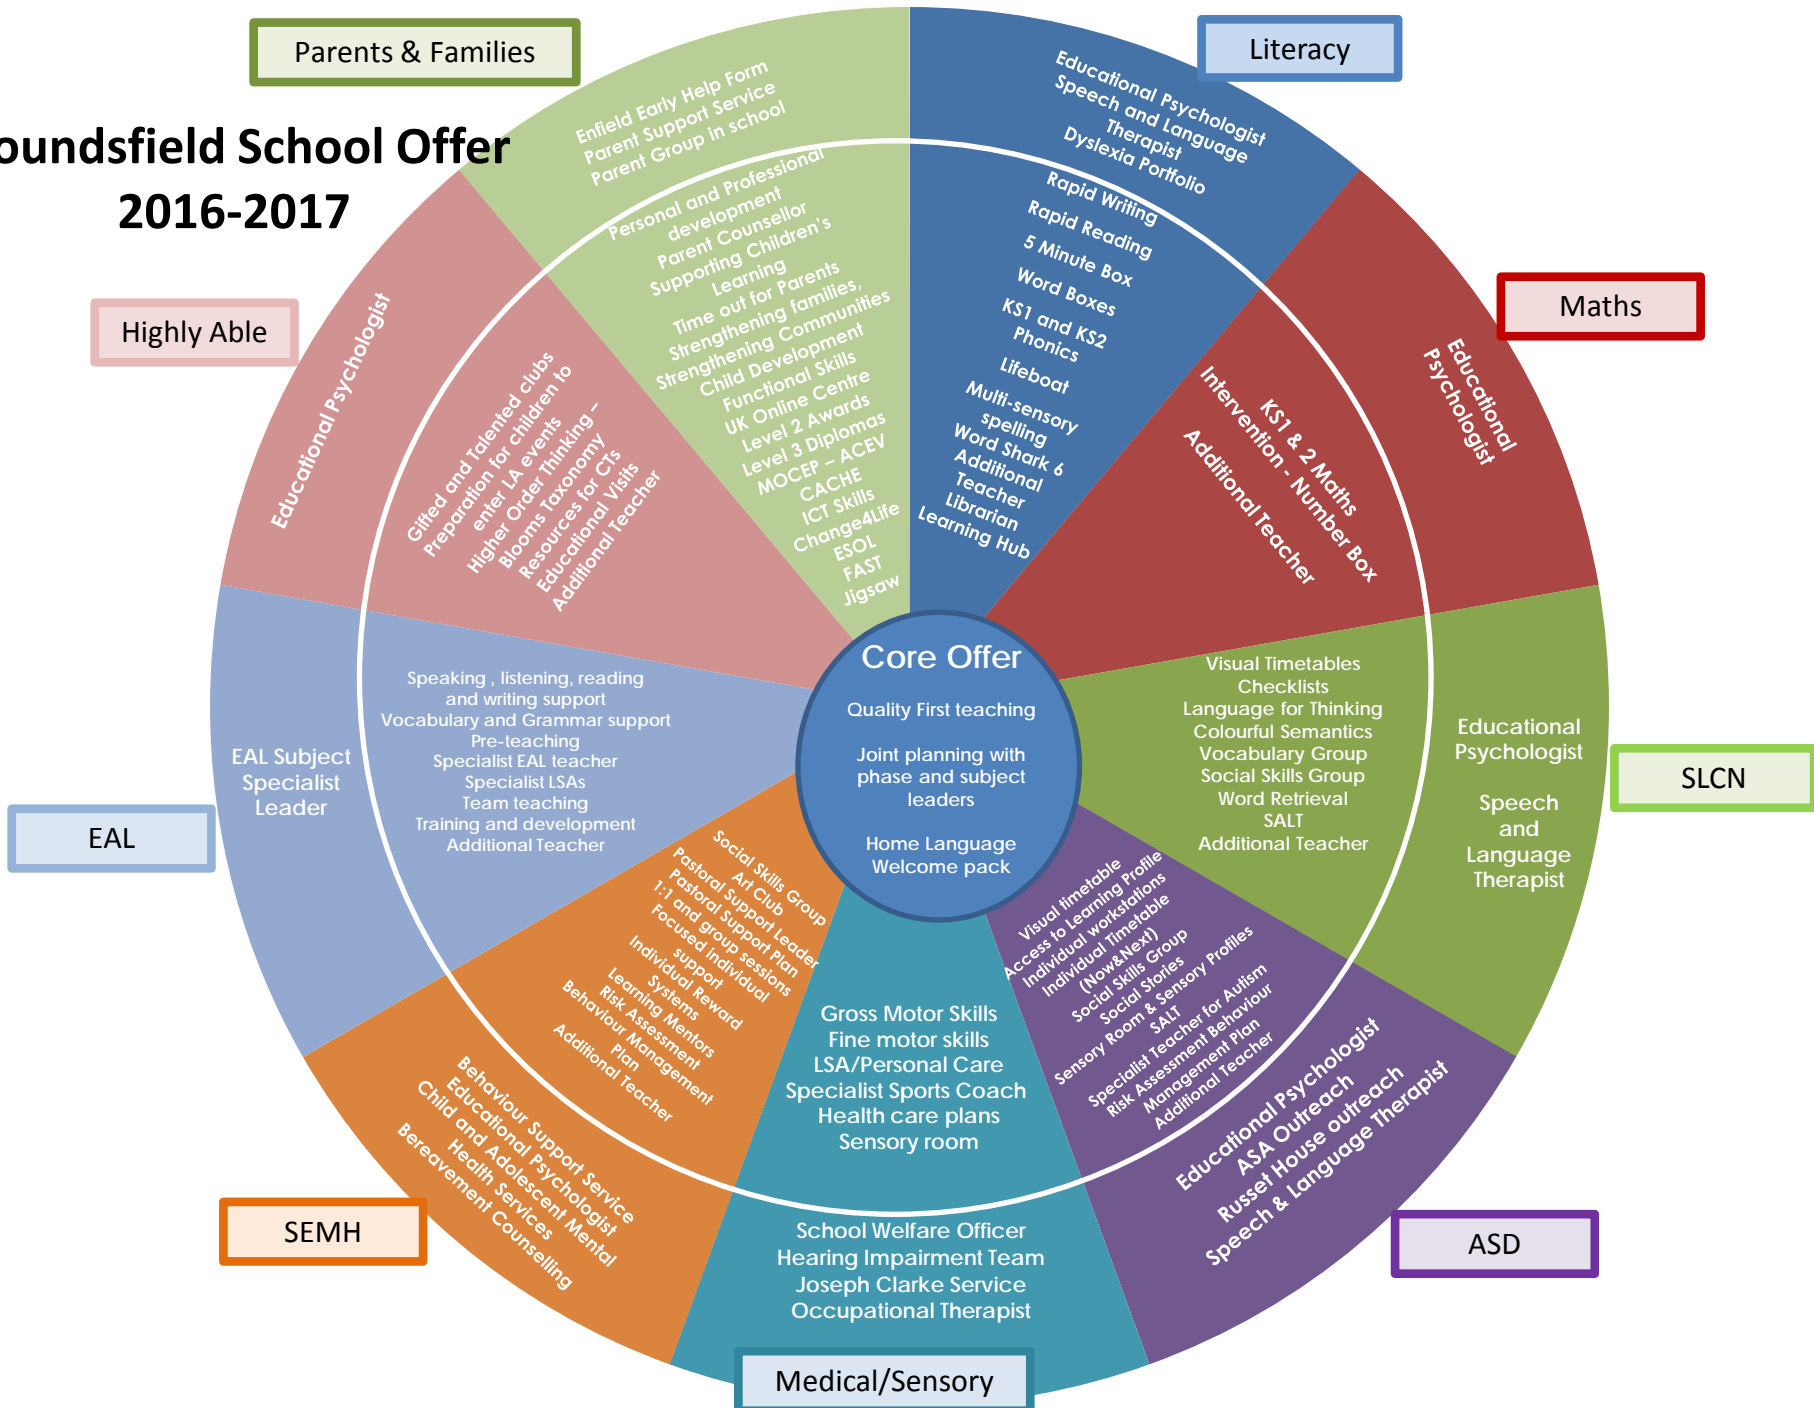 Parents & Families
oundsfield School Offer
2016-2017
Literacy
Maths
SLCN
ASD
Medical/Sensory
SEMH
EAL
Highly Able
Enfield Early Help Form
Parent Support Service
Parent Group in school
Personal and Professional
development
Parent Counsellor
Supporting Children's
Learning
Time out for Parents
Strengthening families,
Strengthening Communities
Child Development
Functional Skills
UK Online Centre
Level 2 Awards
Level 3 Diplomas
MOCEP – ACEV
CACHE
ICT Skills
Change4Life
ESOL
FAST
Jigsaw
Educational Psychologist
Speech and Language
Therapist
Dyslexia Portfolio
Rapid Writing
Rapid Reading
5 Minute Box
Word Boxes
KS1 and KS2
Phonics
Lifeboat
Multi-sensory
spelling
Word Shark 6
Additional
Teacher
Librarian
Learning Hub
Educational
Psychologist
KS1 & 2 Maths
Intervention - Number Box
Additional Teacher
Visual Timetables
Checklists
Language for Thinking
Colourful Semantics
Vocabulary Group
Social Skills Group
Word Retrieval
SALT
Additional Teacher
Educational
Psychologist
Speech
and
Language
Therapist
Visual timetable
Access to Learning Profile
Individual workstations
Individual Timetable
(Now&Next)
Social Skills Group
Social Stories
Sensory Room & Sensory Profiles
SALT
Specialist Teacher for Autism
Risk Assessment Behaviour
Management Plan
Additional Teacher
Educational Psychologist
ASA Outreach
Russet House outreach
Speech & Language Therapist
Gross Motor Skills
Fine motor skills
LSA/Personal Care
Specialist Sports Coach
Health care plans
Sensory room
School Welfare Officer
Hearing Impairment Team
Joseph Clarke Service
Occupational Therapist
Social Skills Group
Art Club
Pastoral Support Leader
Pastoral Support Plan
1:1 and group sessions
Focused individual
support
Individual Reward
Systems
Learning Mentors
Risk Assessment
Behaviour Management
Plan
Additional Teacher
Behaviour Support Service
Educational Psychologist
Child and Adolescent Mental
Health Services
Bereavement Counselling
Speaking , listening, reading
and writing support
Vocabulary and Grammar support
Pre-teaching
Specialist EAL teacher
Specialist LSAs
Team teaching
Training and development
Additional Teacher
EAL Subject
Specialist
Leader
Educational Psychologist
Gifted and Talented clubs
Preparation for children to
enter LA events
Higher Order Thinking –
Blooms Taxonomy
Resources for CTs
Educational Visits
Additional Teacher
Core Offer
Quality First teaching
Joint planning with
phase and subject
leaders
Home Language
Welcome pack